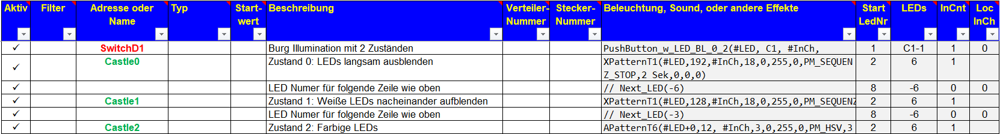 Aktiv Filter Adresse oder Name Typ Start-wert Beschreibung Verteiler-Nummer Stecker-Nummer Beleuchtung, Sound, oder andere Effekte Start LedNr LEDs InCnt Loc InCh
✓ SwitchD1 Burg Illumination mit 2 Zuständen PushButton_w_LED_BL_0_2(#LED, C1, #InCh, 1 C1-1 1 0
✓ Castle0 Zustand 0: LEDs langsam ausblenden XPatternT1(#LED,192,#InCh,18,0,255,0,PM_SEQUEN 2 6 1
Z_STOP,2 Sek,0,0,0)
✓ LED Numer für folgende Zeile wie oben // Next_LED(-6) 8 -6 0 0
✓ Castle1 Zustand 1: Weiße LEDs nacheinander aufblenden XPatternT1(#LED,128,#InCh,18,0,255,0,PM_SEQUENZ 2 6 1
✓ LED Numer für folgende Zeile wie oben // Next_LED(-3) 8 -6 0 0
✓ Castle2 Zustand 2: Farbige LEDs APatternT6(#LED+0,12, #InCh,3,0,255,0,PM_HSV,3 2 6 1